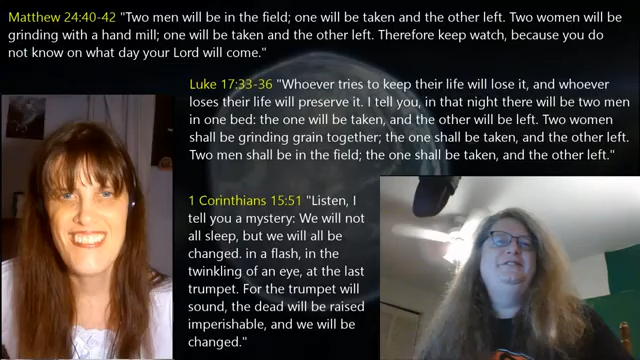 Matthew 24:40-42 "Two men will be in the field; one will be taken and the other left. Two women will be
grinding with a hand mill; one will be taken and the other left. Therefore keep watch, because you do
not know on what day your Lord will come."
Luke 17:33-36 "Whoever tries to keep their life will lose it, and whoever
loses their life will preserve it. I tell you, in that night there will be two men
in one bed: the one will be taken, and the other will be left. Two women
shall be grinding grain together; the one shall be taken, and the other left.
Two men shall be in the field; the one shall be taken, and the other left."
1 Corinthians 15:51 "Listen, I
tell you a mystery: We will not
all sleep, but we will all be
changed. in a flash, in the
twinkling of an eye, at the last
trumpet. For the trumpet will
sound, the dead will be raised
imperishable, and we will be
changed."